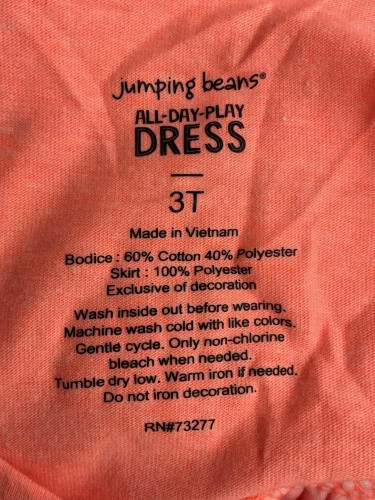 jumping beans®
ALL-DAY-PLAY
DRESS
3T
Made in Vietnam
Bodice : 60% Cotton 40% Polyester
Skirt : 100% Polyester
Exclusive of decoration
Wash inside out before wearing.
Machine wash cold with like colors.
Gentle cycle. Only non-chlorine
bleach when needed.
Tumble dry low. Warm iron if needed.
Do not iron decoration.
RN#73277